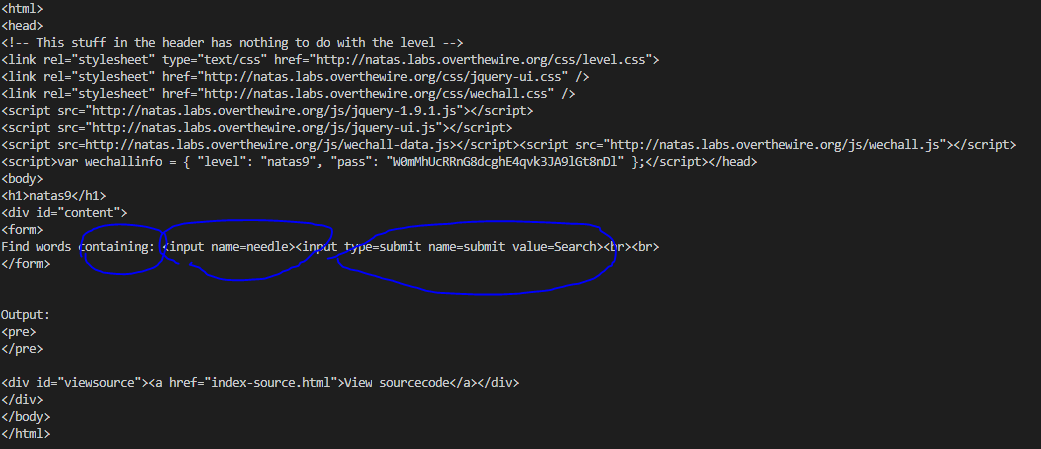 <html>
<head>
<!-- This stuff in the header has nothing to do with the level -->
<link rel="stylesheet" type="text/css" href="http://natas.labs.overthewire.org/css/level.css">
<link rel="stylesheet" href="http://natas.labs.overthewire.org/css/jquery-ui.css" />
<link rel="stylesheet" href="http://natas.labs.overthewire.org/css/wechall.css" />
<script src="http://natas.labs.overthewire.org/js/jquery-1.9.1.js"></script>
<script src="http://natas.labs.overthewire.org/js/jquery-ui.js"></script>
<script src=http://natas.labs.overthewire.org/js/wechall-data.js></script><script src="http://natas.labs.overthewire.org/js/wechall.js"></script>
<script>var wechallinfo = { "level": "natas9", "pass": "W0mMhUcRRnG8dcghE4qvk3JA9lGt8nDl" };</script></head>
<body>
<h1>natas9</h1>
<div id="content">
<form>
Find words containing: <input name=needle><input type=submit name=submit value=Search><br><br>
</form>
Output:
<pre>
</pre>
<div id="viewsource"><a href="index-source.html">View sourcecode</a></div>
</div>
</body>
</html>